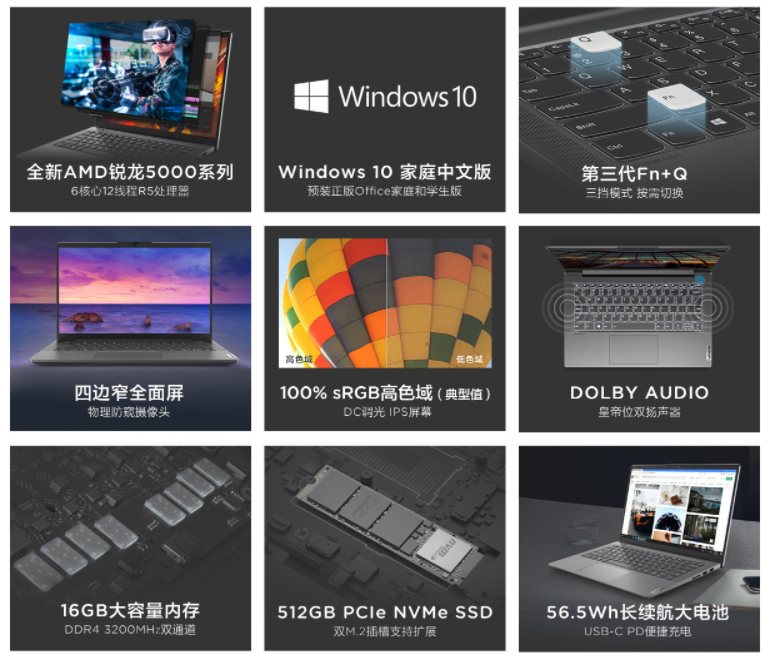 Windows 10
Q
Q
W
E
Tab
A
S
D
CapsLk
X
Shift
Fn
Fn
Ctrl
Alt
全新AMD锐龙5000系列
6核心12线程R5处理器
Windows 10 家庭中文版
预装正版Office家庭和学生版
第三代Fn+Q
三挡模式 按需切换
高色域
低色域
四边窄全面屏
物理防窥摄像头
100% sRGB高色域（典型值）
DC调光 IPS屏幕
DOLBY AUDIO
皇帝位双扬声器
NVMe
16GB大容量内存
DDR4 3200MHz双通道
512GB PCIe NVMe SSD
双M.2插槽支持扩展
56.5Wh长续航大电池
USB-C PD便捷充电